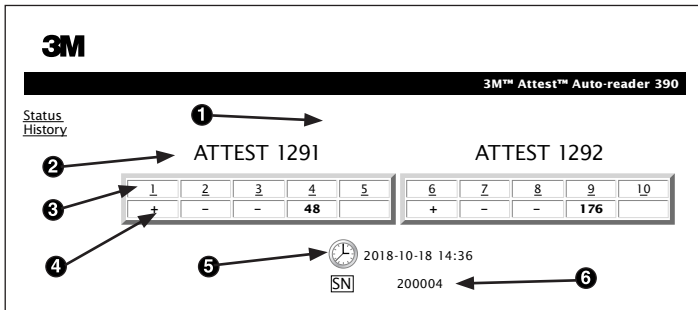 3M
3M™ Attest™ Auto-reader 390
Status
History
1
2
ATTEST 1291
ATTEST 1292
3
1 2 3 4 5 6 7 8 9 10
+ – – 48 + – – 176
4
5
2018-10-18 14:36
SN 200004
6